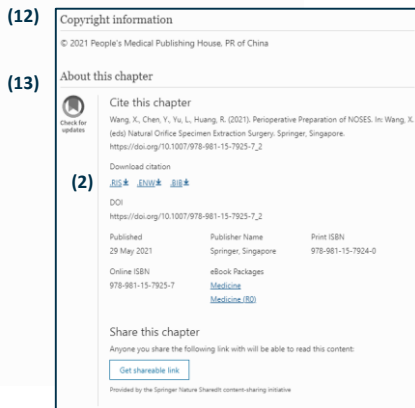 (12)
Copyright information
© 2021 People's Medical Publishing House, PR of China
(13)
About this chapter
Check for
updates
Cite this chapter
Wang, X., Chen, Y., Yu, L., Huang, R. (2021). Perioperative Preparation of NOSES. In: Wang, X.
(eds) Natural Orifice Specimen Extraction Surgery. Springer, Singapore.
https://doi.org/10.1007/978-981-15-7925-7_2
Download citation
(2)
.RIS .ENW .BIB
DOI
https://doi.org/10.1007/978-981-15-7925-7_2
Published Publisher Name Print ISBN
29 May 2021 Springer, Singapore 978-981-15-7924-0
Online ISBN eBook Packages
978-981-15-7925-7 Medicine
Medicine (R0)
Share this chapter
Anyone you share the following link with will be able to read this content:
Get shareable link
Provided by the Springer Nature SharedIt content-sharing initiative